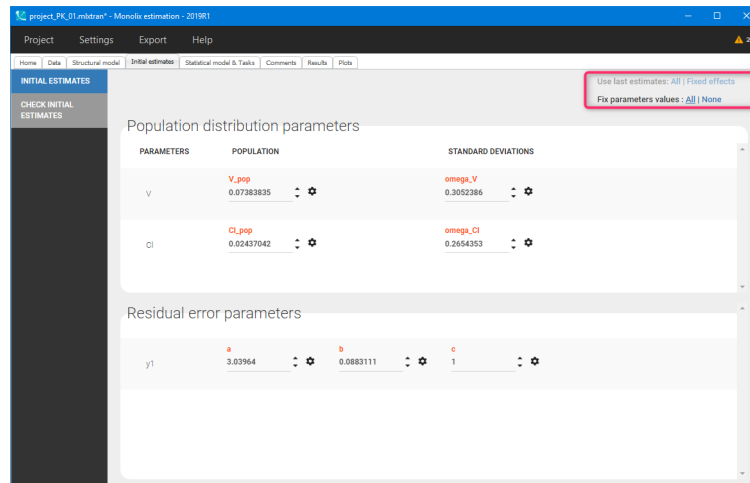 project_PK_01.mlxtran* - Monolix estimation - 2019R1
Project Settings Export Help
2
Home Data Structural model Initial estimates Statistical model & Tasks Comments Results Plots
INITIAL ESTIMATES
CHECK INITIAL
ESTIMATES
Use last estimates: All | Fixed effects
Fix parameters values : All | None
Population distribution parameters
PARAMETERS POPULATION STANDARD DEVIATIONS
V_pop omega_V
V 0.07383835 0.3052386
Cl_pop omega_Cl
Cl 0.02437042 0.2654353
Residual error parameters
a b c
y1 3.03964 0.0883111 1